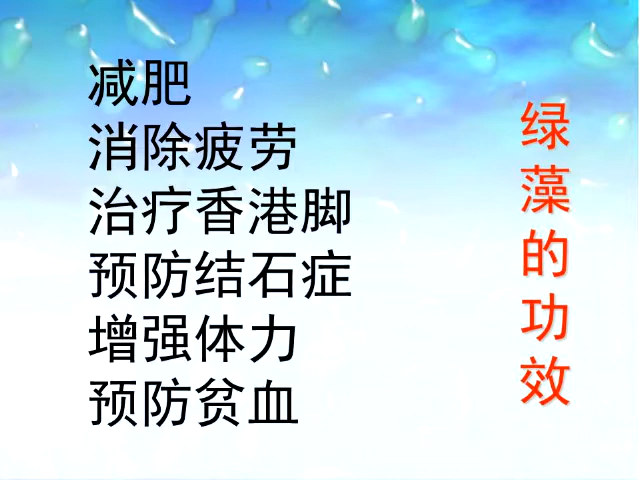 减肥
消除疲劳
治疗香港脚
预防结石症
增强体力
预防贫血
绿藻的功效